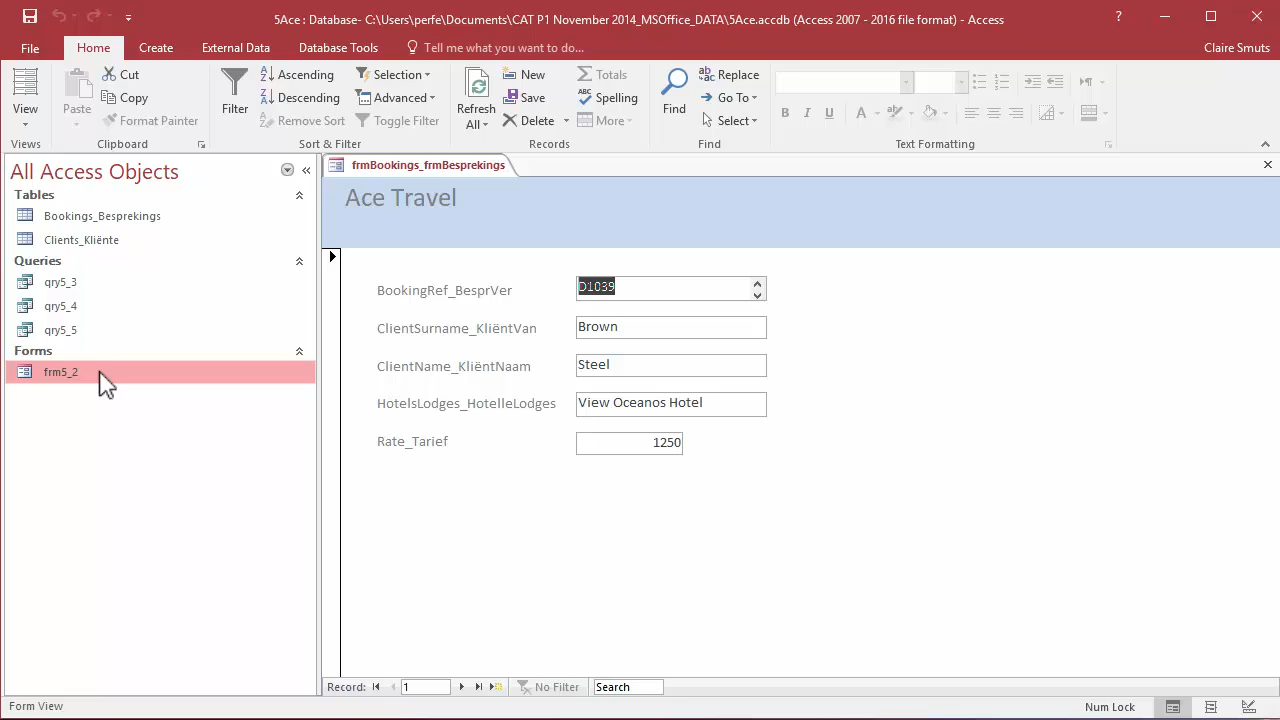 5Ace : Database- C:\Users\perfe\Documents\CAT P1 November 2014_MSOffice_DATA\5Ace.accdb (Access 2007 - 2016 file format) - Access
?
File Home Create External Data Database Tools Tell me what you want to do... Claire Smuts
View
Views
Paste
Cut
Copy
Format Painter
Clipboard
Filter
Ascending
Descending
Remove Sort
Selection
Advanced
Toggle Filter
Sort & Filter
Refresh
All
New
Save
Delete
Totals
Spelling
More
Records
Find
Replace
Go To
Select
Find
B I U A
Text Formatting
All Access Objects
Tables
Bookings_Besprekings
Clients_Kliënte
Queries
qry5_3
qry5_4
qry5_5
Forms
frm5_2
frmBookings_frmBesprekings
Ace Travel
BookingRef_BesprVer D1039
ClientSurname_KliëntVan Brown
ClientName_KliëntNaam Steel
HotelsLodges_HotelleLodges View Oceanos Hotel
Rate_Tarief 1250
Record: 1 No Filter Search
Form View Num Lock